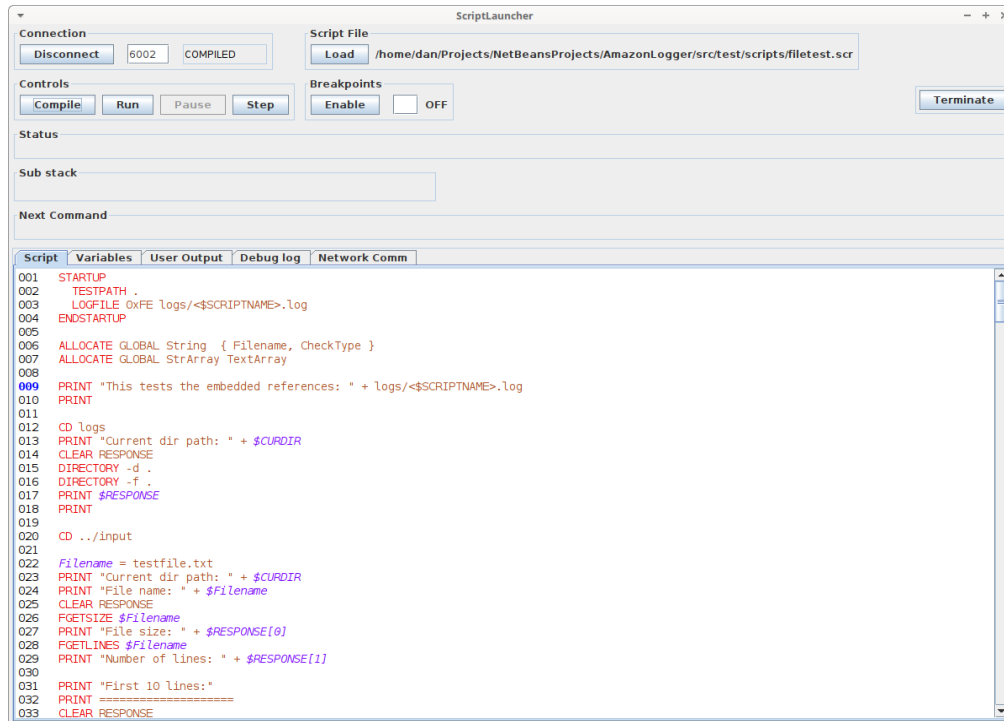 ScriptLauncher
Connection
Disconnect 6002 COMPILED
Script File
Load /home/dan/Projects/NetBeansProjects/AmazonLogger/src/test/scripts/filetest.scr
Controls
Compile Run Pause Step
Breakpoints
Enable OFF
Terminate
Status
Sub stack
Next Command
Script Variables User Output Debug log Network Comm
001 STARTUP
002 TESTPATH .
003 LOGFILE 0xFE logs/<$SCRIPTNAME>.log
004 ENDSTARTUP
005
006 ALLOCATE GLOBAL String { Filename, CheckType }
007 ALLOCATE GLOBAL StrArray TextArray
008
009 PRINT "This tests the embedded references: " + logs/<$SCRIPTNAME>.log
010 PRINT
011
012 CD logs
013 PRINT "Current dir path: " + $CURDIR
014 CLEAR RESPONSE
015 DIRECTORY -d .
016 DIRECTORY -f .
017 PRINT $RESPONSE
018 PRINT
019
020 CD ../input
021
022 Filename = testfile.txt
023 PRINT "Current dir path: " + $CURDIR
024 PRINT "File name: " + $Filename
025 CLEAR RESPONSE
026 FGETSIZE $Filename
027 PRINT "File size: " + $RESPONSE[0]
028 FGETLINES $Filename
029 PRINT "Number of lines: " + $RESPONSE[1]
030
031 PRINT "First 10 lines:"
032 PRINT ====================
033 CLEAR RESPONSE